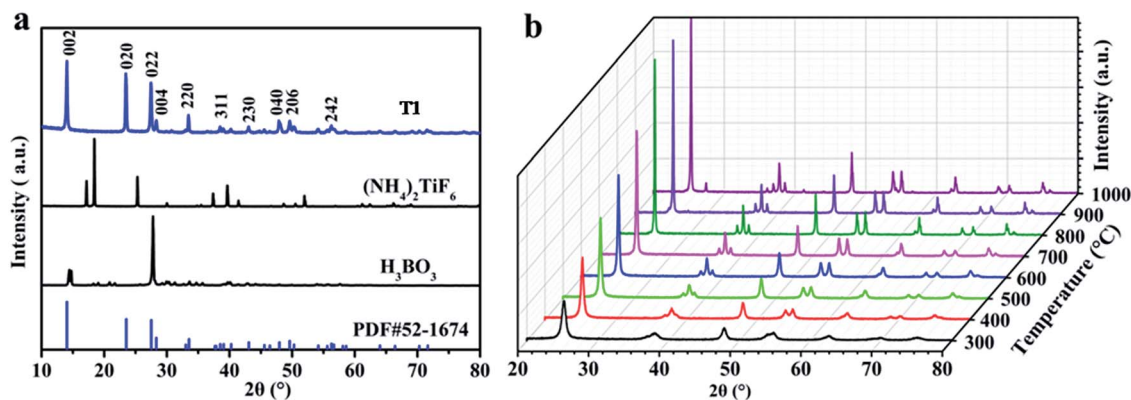 a
002
020
022
004
220
311
230
040
206
242
T1
(NH₄)₂TiF₆
H₃BO₃
PDF#52-1674
Intensity ( a.u.)
10 20 30 40 50 60 70 80
2θ (°)
b
Intensity (a.u.)
1000
900
800
700
600
500
400
300
Temperature (°C)
20 30 40 50 60 70 80
2θ (°)